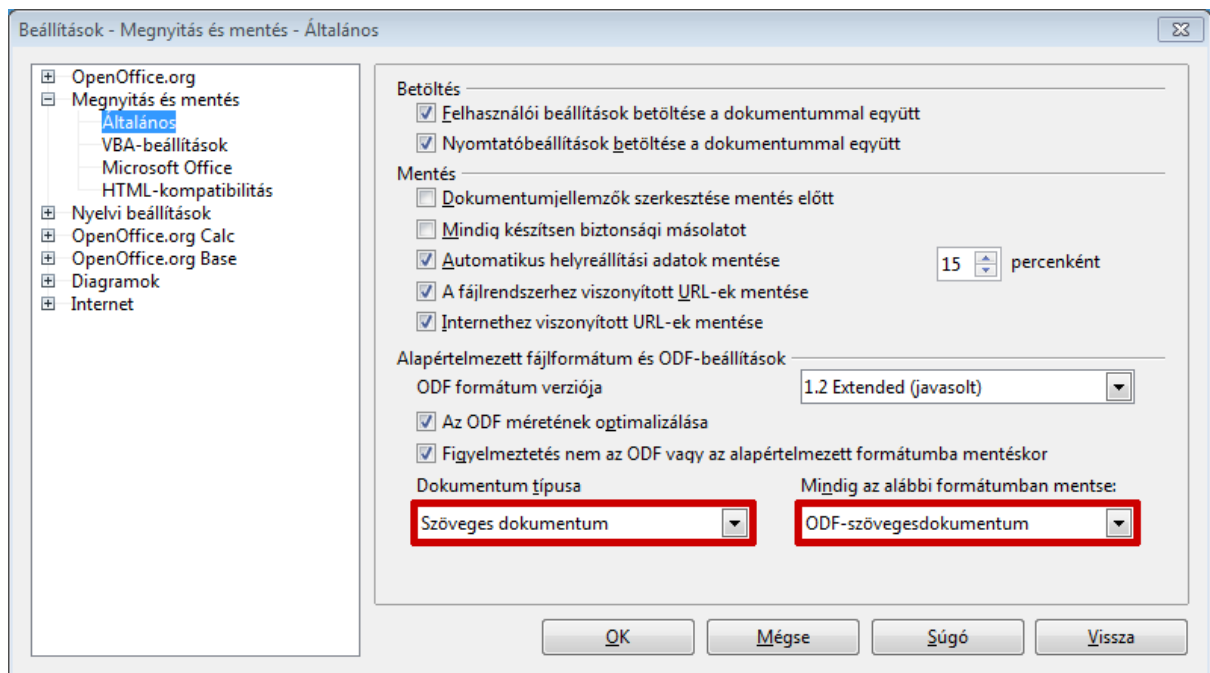 Beállítások - Megnyitás és mentés - Általános
OpenOffice.org
Megnyitás és mentés
Általános
VBA-beállítások
Microsoft Office
HTML-kompatibilitás
Nyelvi beállítások
OpenOffice.org Calc
OpenOffice.org Base
Diagramok
Internet
Betöltés
Felhasználói beállítások betöltése a dokumentummal együtt
Nyomtatóbeállítások betöltése a dokumentummal együtt
Mentés
Dokumentumjellemzők szerkesztése mentés előtt
Mindig készítsen biztonsági másolatot
Automatikus helyreállítási adatok mentése 15 percenként
A fájlrendszerhez viszonyított URL-ek mentése
Internethez viszonyított URL-ek mentése
Alapértelmezett fájlformátum és ODF-beállítások
ODF formátum verziója 1.2 Extended (javasolt)
Az ODF méretének optimalizálása
Figyelmeztetés nem az ODF vagy az alapértelmezett formátumba mentéskor
Dokumentum típusa Mindig az alábbi formátumban mentse:
Szöveges dokumentum ODF-szövegesdokumentum
OK Mégse Súgó Vissza